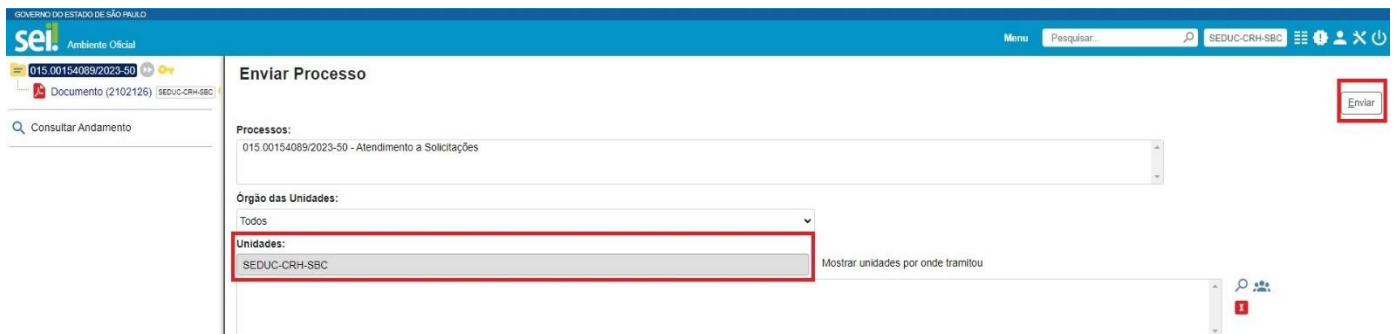 GOVERNO DO ESTADO DE SÃO PAULO
sei! Ambiente Oficial
Menu Pesquisar... SEDUC-CRH-SBC
015.00154089/2023-50
Documento (2102126) SEDUC-CRH-SBC
Consultar Andamento
Enviar Processo
Enviar
Processos:
015.00154089/2023-50 - Atendimento a Solicitações
Órgão das Unidades:
Todos
Unidades:
SEDUC-CRH-SBC
Mostrar unidades por onde tramitou